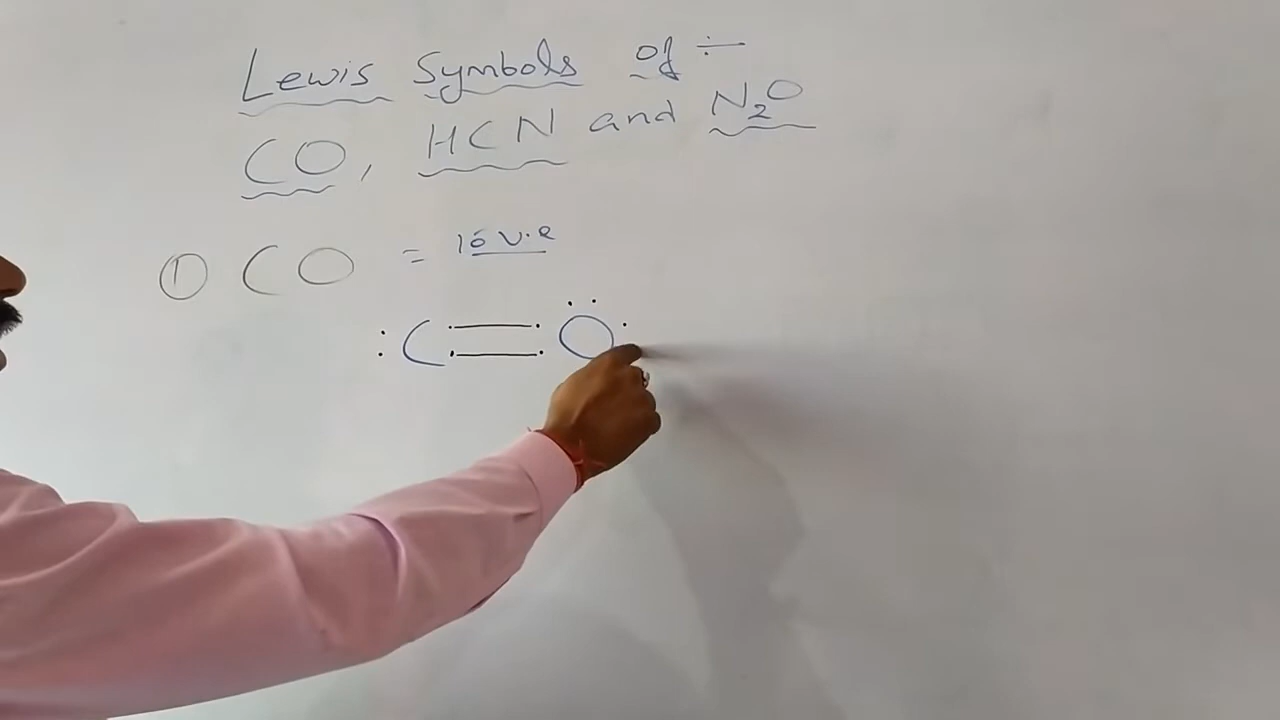 Lewis Symbols of ÷
CO, HCN and N₂O
① CO = 10 v.e
:C = Ö: